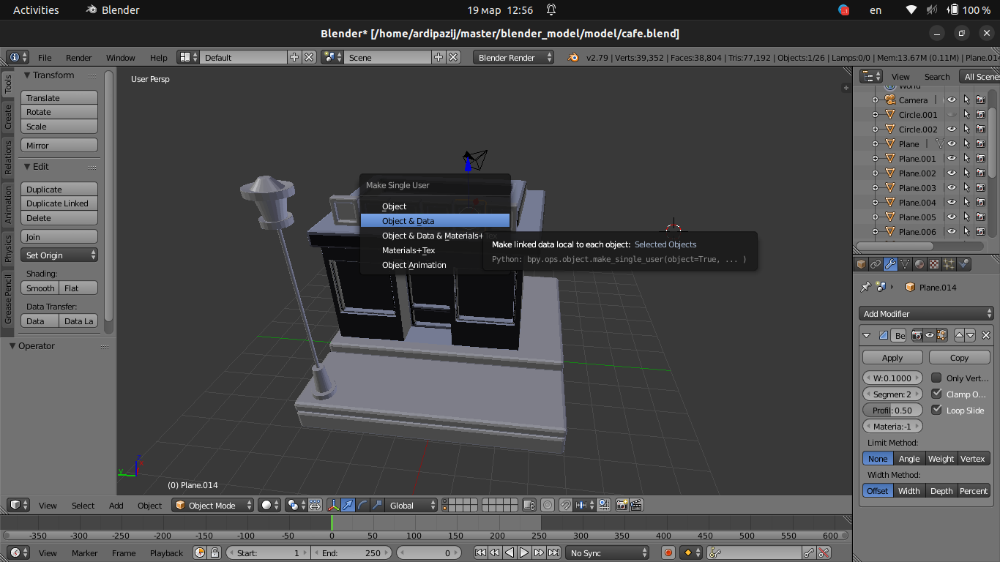 Activities Blender 19 мар 12:56 en 100 %
Blender* [/home/ardipazij/master/blender_model/model/cafe.blend]
File Render Window Help Default Scene Blender Render v2.79 | Verts:39,352 | Faces:38,804 | Tris:77,192 | Objects:1/26 | Lamps:0/0 | Mem:13.67M (0.11M) | Plane.014
Tools
Create
Relations
Animation
Physics
Grease Pencil
Transform
Translate
Rotate
Scale
Mirror
Edit
Duplicate
Duplicate Linked
Delete
Join
Set Origin
Shading:
Smooth Flat
Data Transfer:
Data Data La
Operator
User Persp
Make Single User
Object
Object & Data
Object & Data & Materials+Tex
Materials+Tex
Object Animation
Make linked data local to each object: Selected Objects
Python: bpy.ops.object.make_single_user(object=True, ... )
(0) Plane.014
z
y
View Search All Scenes
World
Camera
Circle.001
Circle.002
Plane
Plane.001
Plane.002
Plane.003
Plane.004
Plane.005
Plane.006
Plane.014
Add Modifier
Be
Apply Copy
W:0.1000 Only Vert...
Segmen: 2 Clamp O...
Profil: 0.50 Loop Slide
Materia:-1
Limit Method:
None Angle Weight Vertex
Width Method:
Offset Width Depth Percent
View Select Add Object Object Mode Global
-350 -300 -250 -200 -150 -100 -50 0 50 100 150 200 250 300 350 400 450 500 550 600
View Marker Frame Playback Start: 1 End: 250 0 No Sync